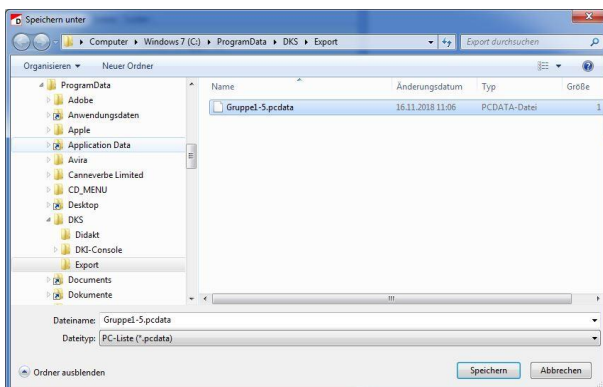 Speichern unter
Computer Windows 7 (C:) ProgramData DKS Export
Export durchsuchen
Organisieren Neuer Ordner
Name Änderungsdatum Typ Größe
ProgramData
Adobe
Anwendungsdaten
Apple
Application Data
Avira
Canneverbe Limited
CD_MENU
Desktop
DKS
Didakt
DKI-Console
Export
Documents
Dokumente
Gruppe1-5.pcdata 16.11.2018 11:06 PCDATA-Datei 1
Dateiname: Gruppe1-5.pcdata
Dateityp: PC-Liste (*.pcdata)
Ordner ausblenden
Speichern Abbrechen